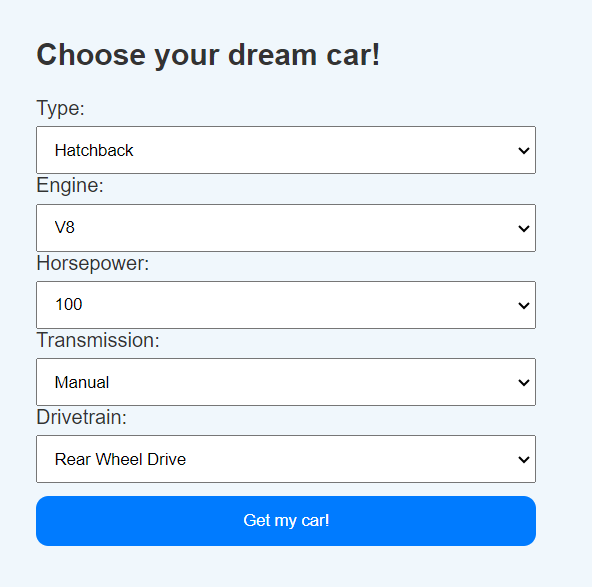 Choose your dream car!
Type:
Hatchback
Engine:
V8
Horsepower:
100
Transmission:
Manual
Drivetrain:
Rear Wheel Drive
Get my car!